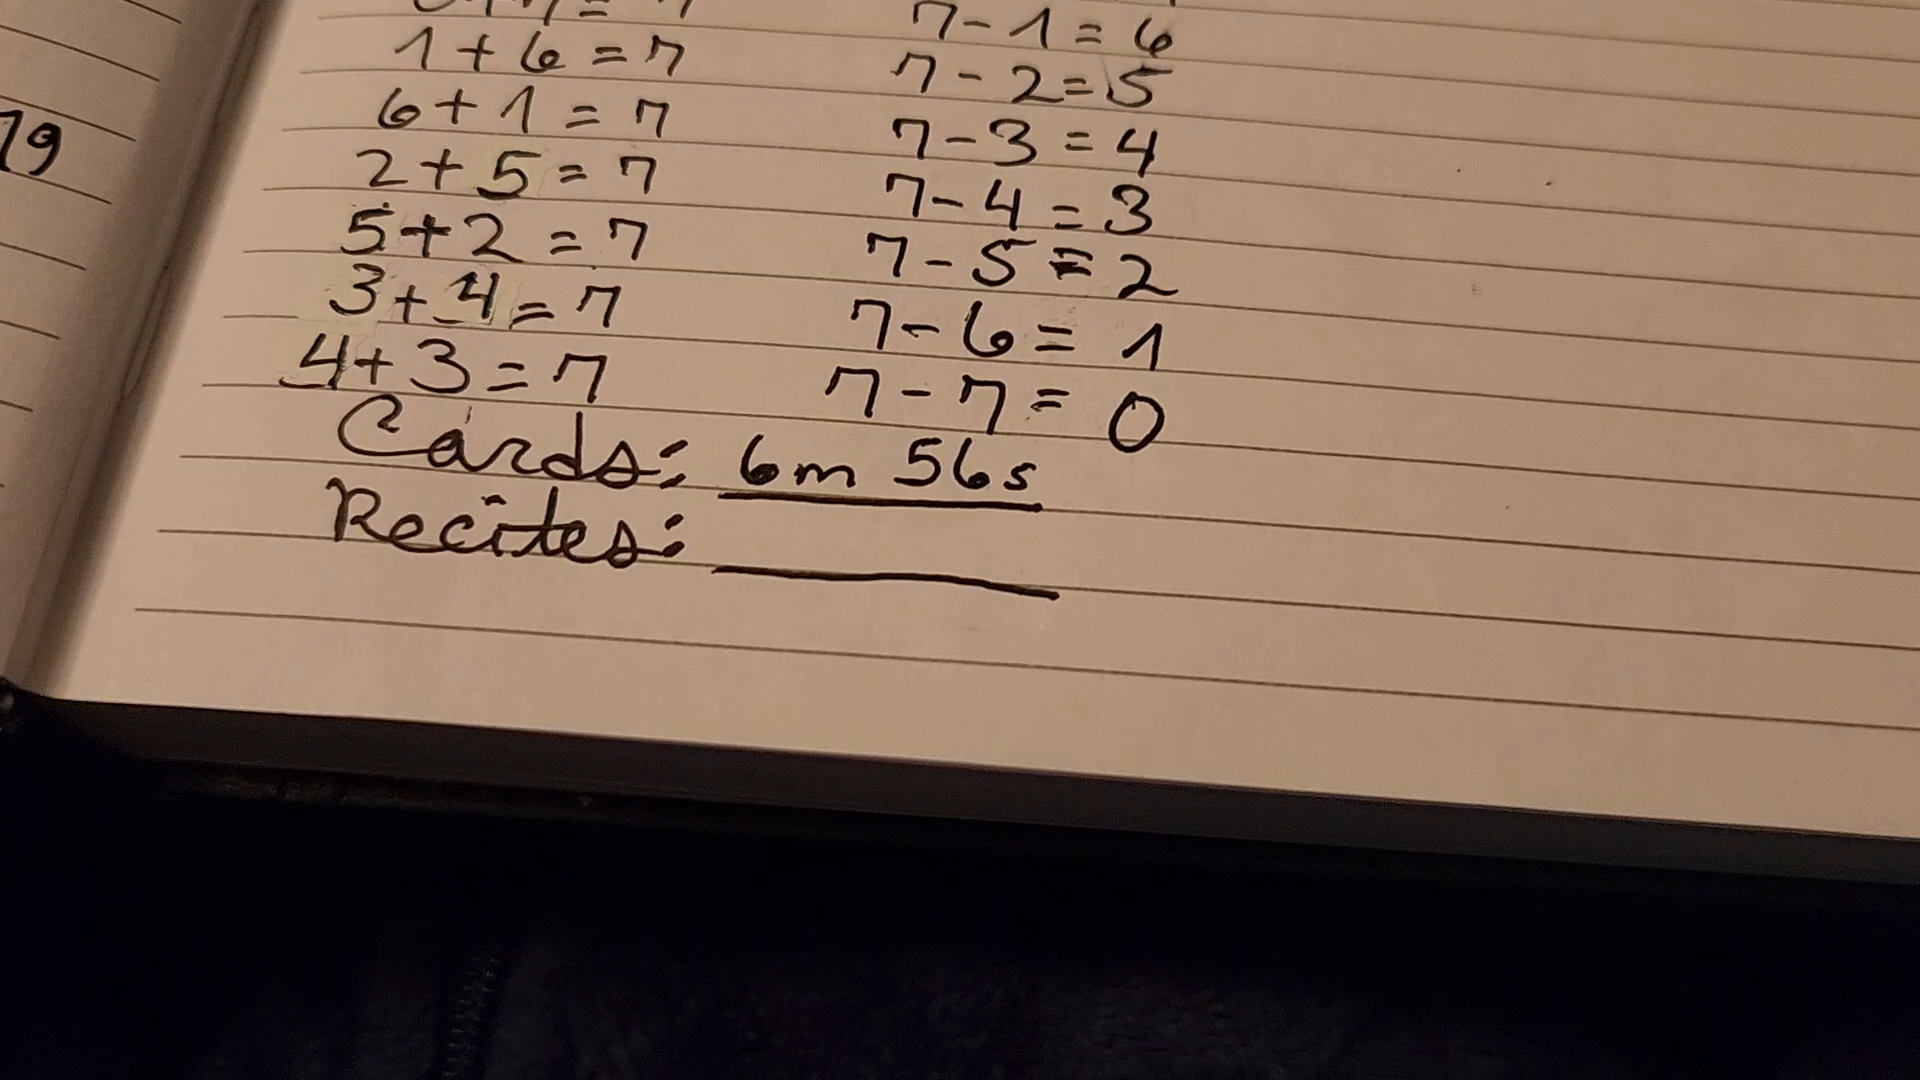 19
1 + 6 = 7
6 + 1 = 7
2 + 5 = 7
5 + 2 = 7
3 + 4 = 7
4 + 3 = 7
7 - 1 = 6
7 - 2 = 5
7 - 3 = 4
7 - 4 = 3
7 - 5 = 2
7 - 6 = 1
7 - 7 = 0
Cards: 6m 56s
Recites: